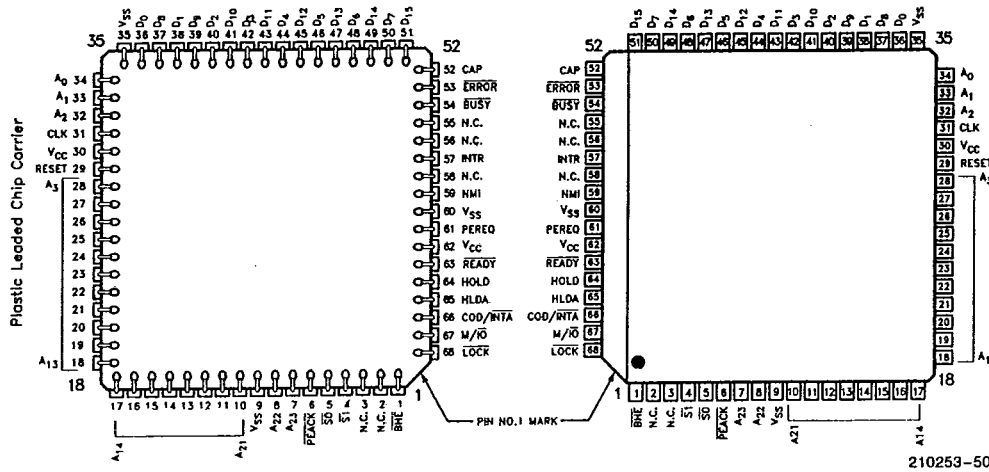 Plastic Leaded Chip Carrier
35
VSS D0 D8 D1 D9 D2 D10 D3 D11 D4 D12 D5 D13 D6 D14 D7 D15
35 36 37 38 39 40 41 42 43 44 45 46 47 48 49 50 51
52
A0 34
A1 33
A2 32
CLK 31
VCC 30
RESET 29
A3 28
27
26
25
24
23
22
21
20
19
A13 18
18
52 CAP
53 ERROR
54 BUSY
55 N.C.
56 N.C.
57 INTR
58 N.C.
59 NMI
60 VSS
61 PEREQ
62 VCC
63 READY
64 HOLD
65 HLDA
66 COD/INTA
67 M/IO
68 LOCK
17 16 15 14 13 12 11 10 9 8 7 6 5 4 3 2 1
A14 A21 VSS A22 A23 PEACK S0 S1 N.C. N.C. BHE
1
PIN NO.1 MARK
52
D15 D7 D14 D6 D13 D5 D12 D4 D11 D3 D10 D2 D9 D1 D8 D0 VSS
51 50 49 48 47 46 45 44 43 42 41 40 39 38 37 36 35
35
CAP 52
ERROR 53
BUSY 54
N.C. 55
N.C. 56
INTR 57
N.C. 58
NMI 59
VSS 60
PEREQ 61
VCC 62
READY 63
HOLD 64
HLDA 65
COD/INTA 66
M/IO 67
LOCK 68
34 A0
33 A1
32 A2
31 CLK
30 VCC
29 RESET
28
27
26
25
24
23
22
21
20
19
18
18
1
1 2 3 4 5 6 7 8 9 10 11 12 13 14 15 16 17
BHE N.C. N.C. S1 S0 PEACK A23 A22 VSS A21 A14
210253-50